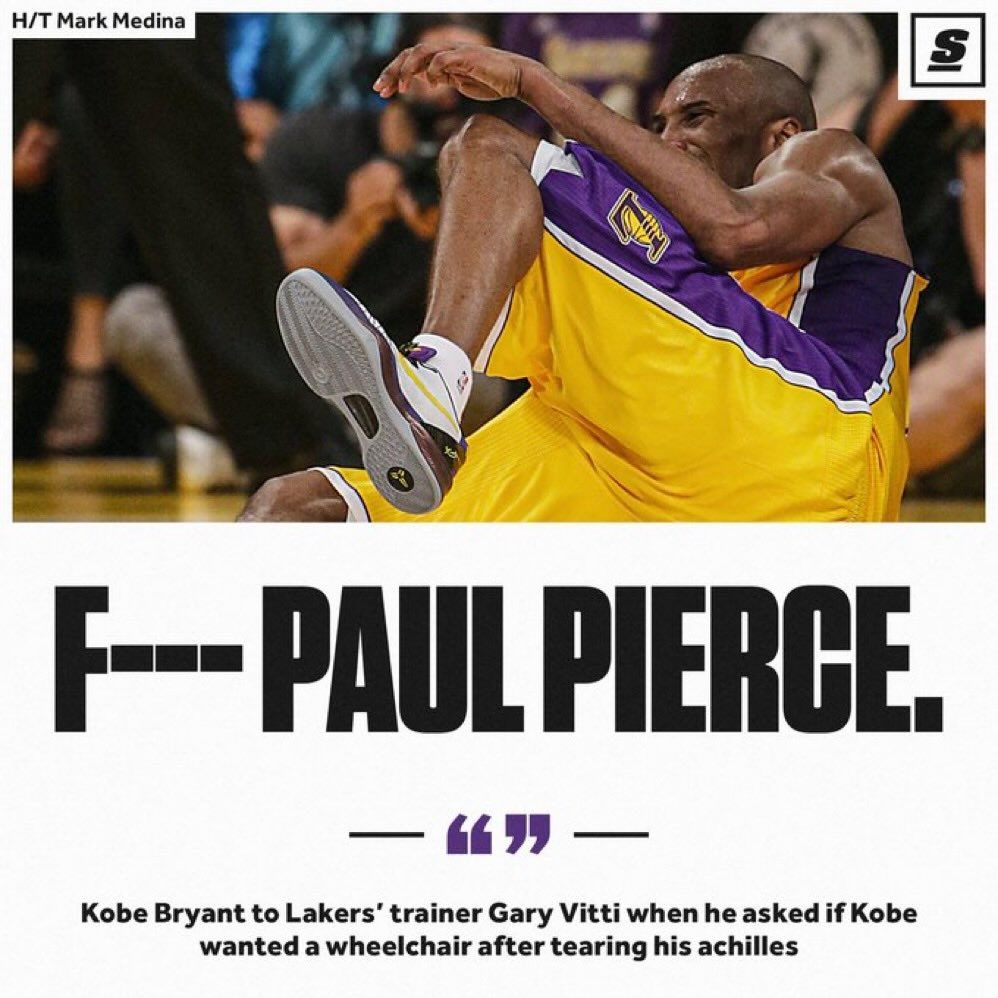 H/T Mark Medina
S
F--- PAUL PIERCE.
“ ”
Kobe Bryant to Lakers’ trainer Gary Vitti when he asked if Kobe
wanted a wheelchair after tearing his achilles